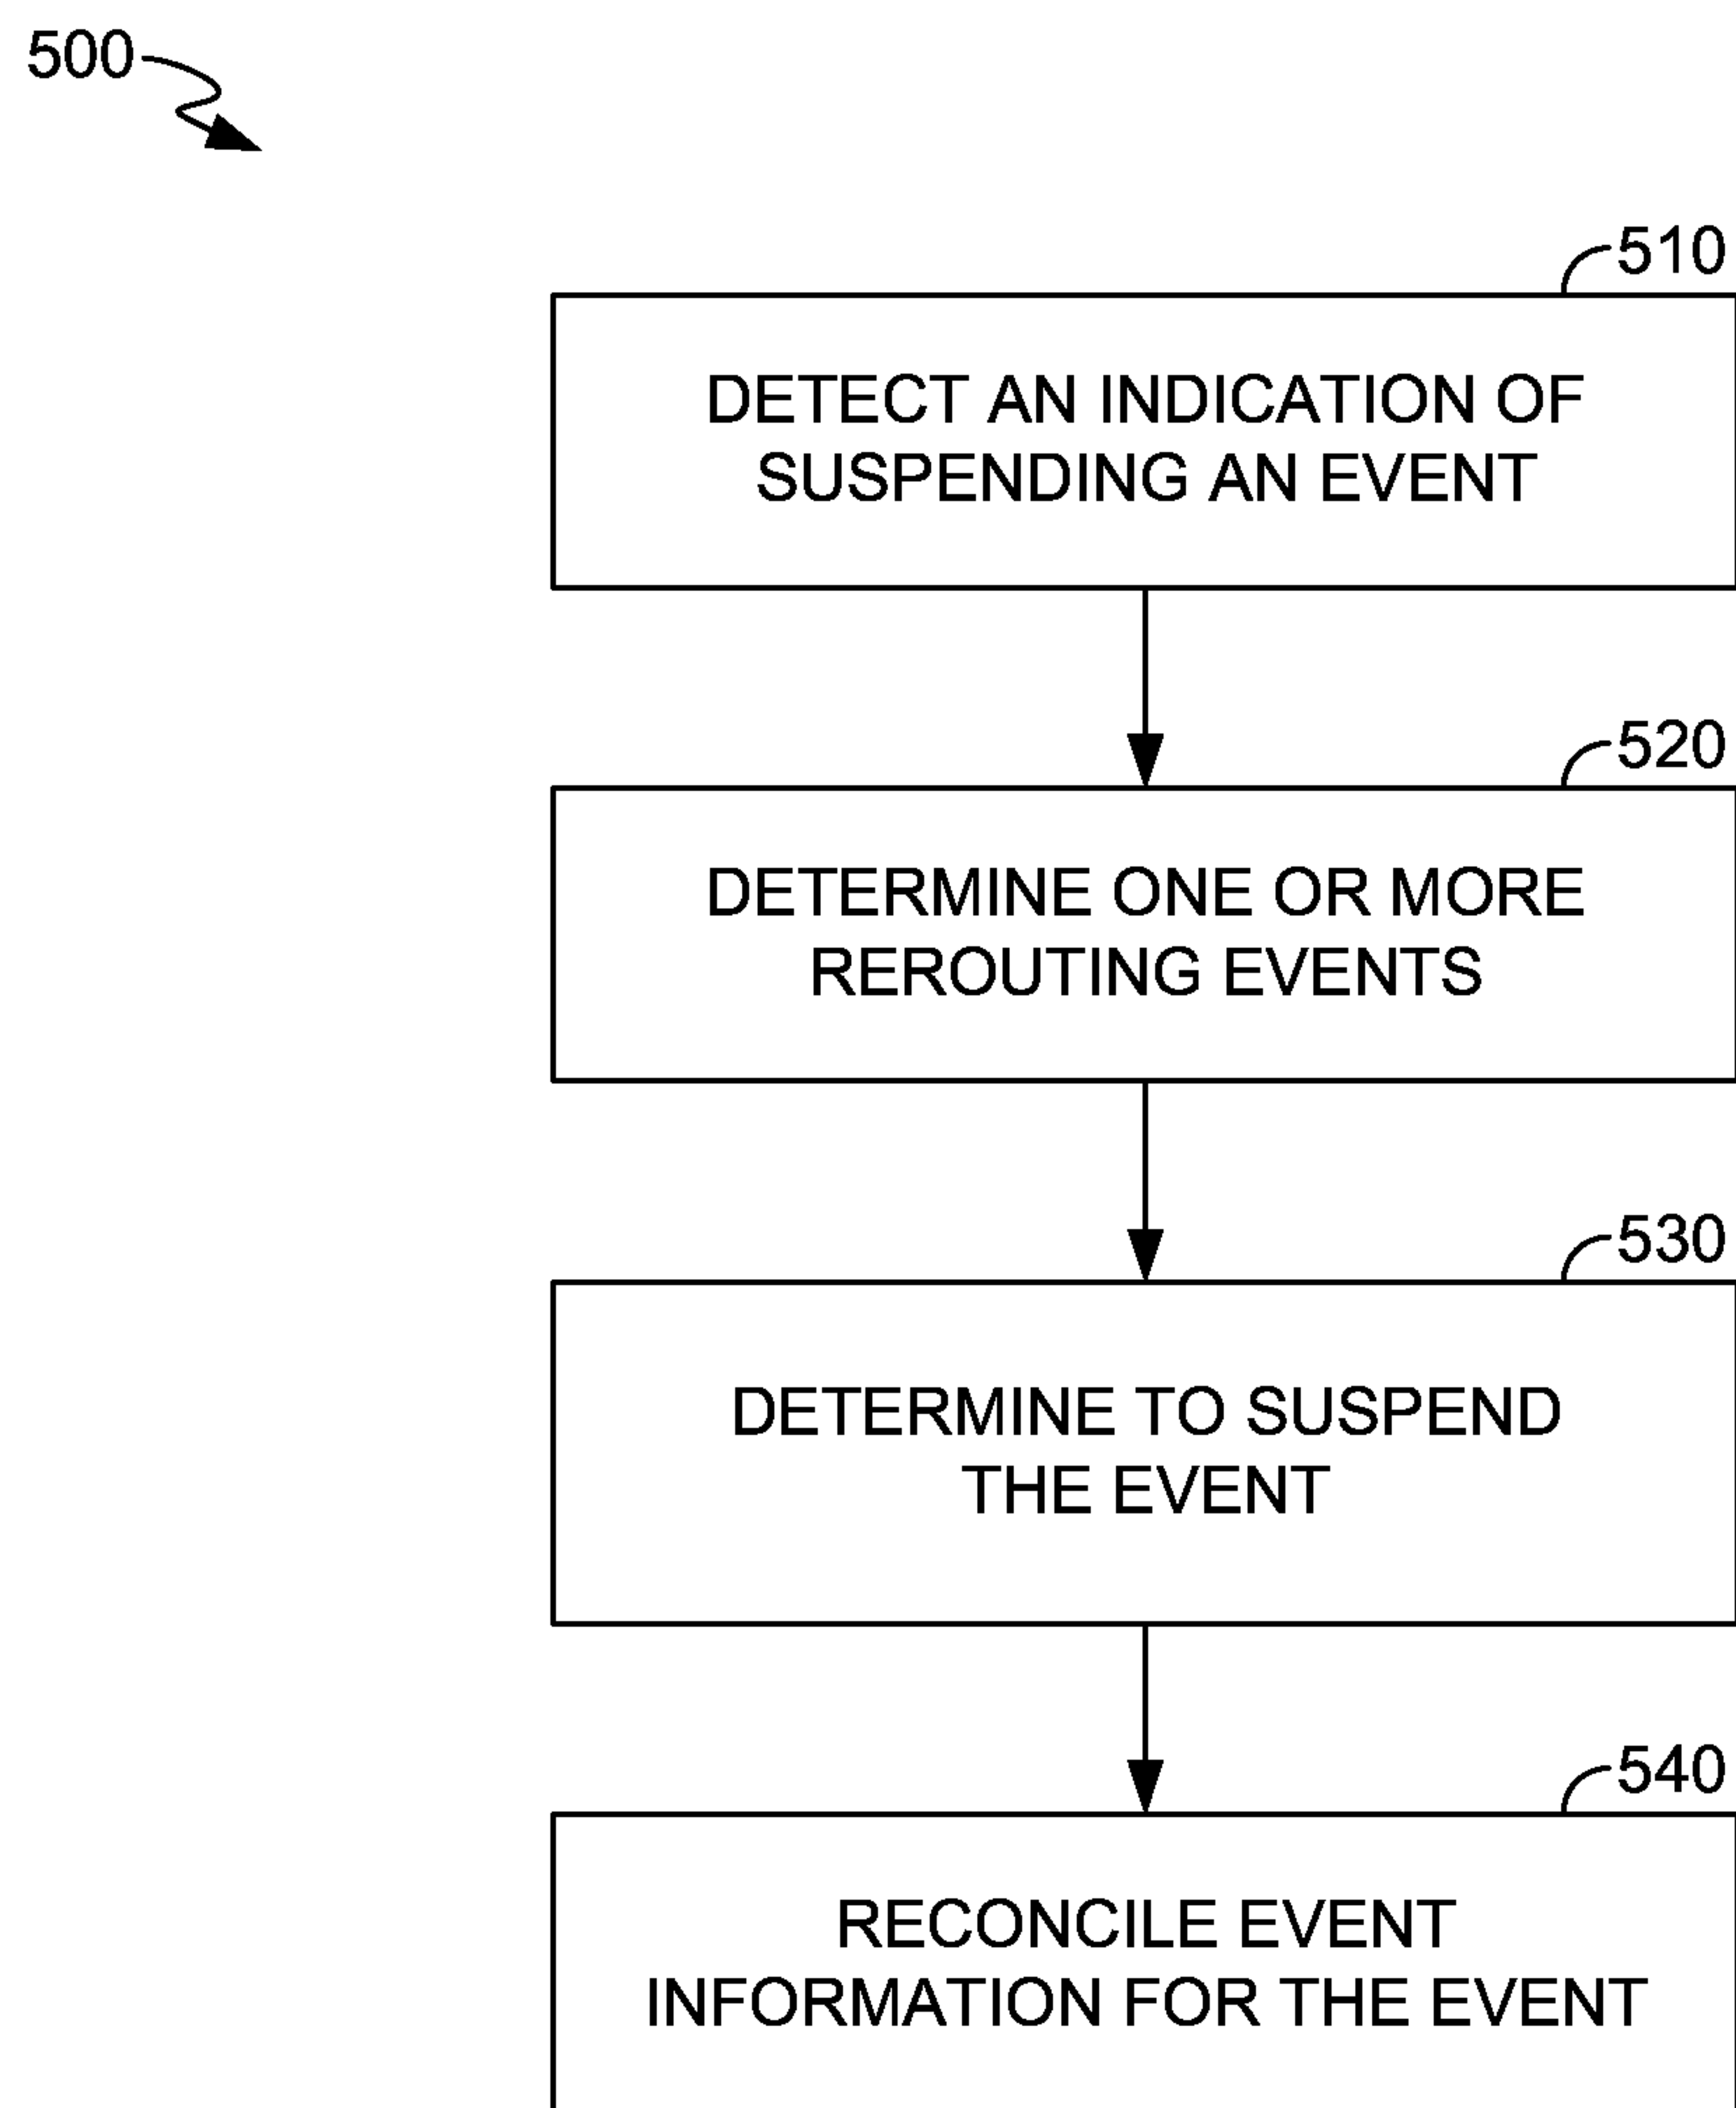 500
510
DETECT AN INDICATION OF
SUSPENDING AN EVENT
520
DETERMINE ONE OR MORE
REROUTING EVENTS
530
DETERMINE TO SUSPEND
THE EVENT
540
RECONCILE EVENT
INFORMATION FOR THE EVENT